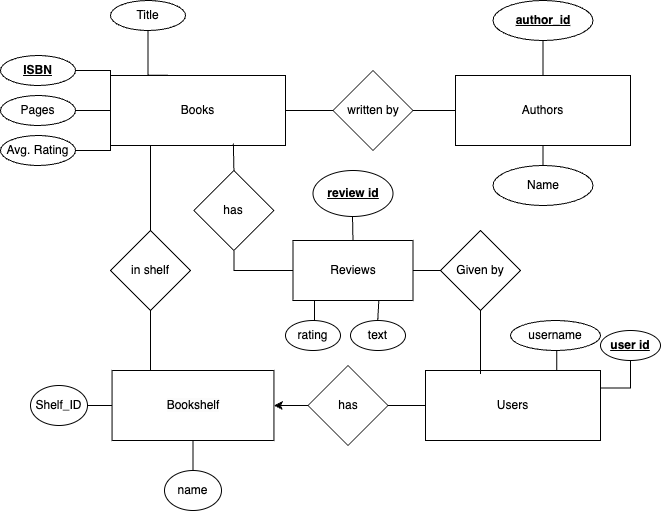 Title
author_id
ISBN
Books
written by
Authors
Pages
Avg. Rating
Name
review id
has
in shelf
Reviews
Given by
rating
text
username
user id
Shelf_ID
Bookshelf
has
Users
name